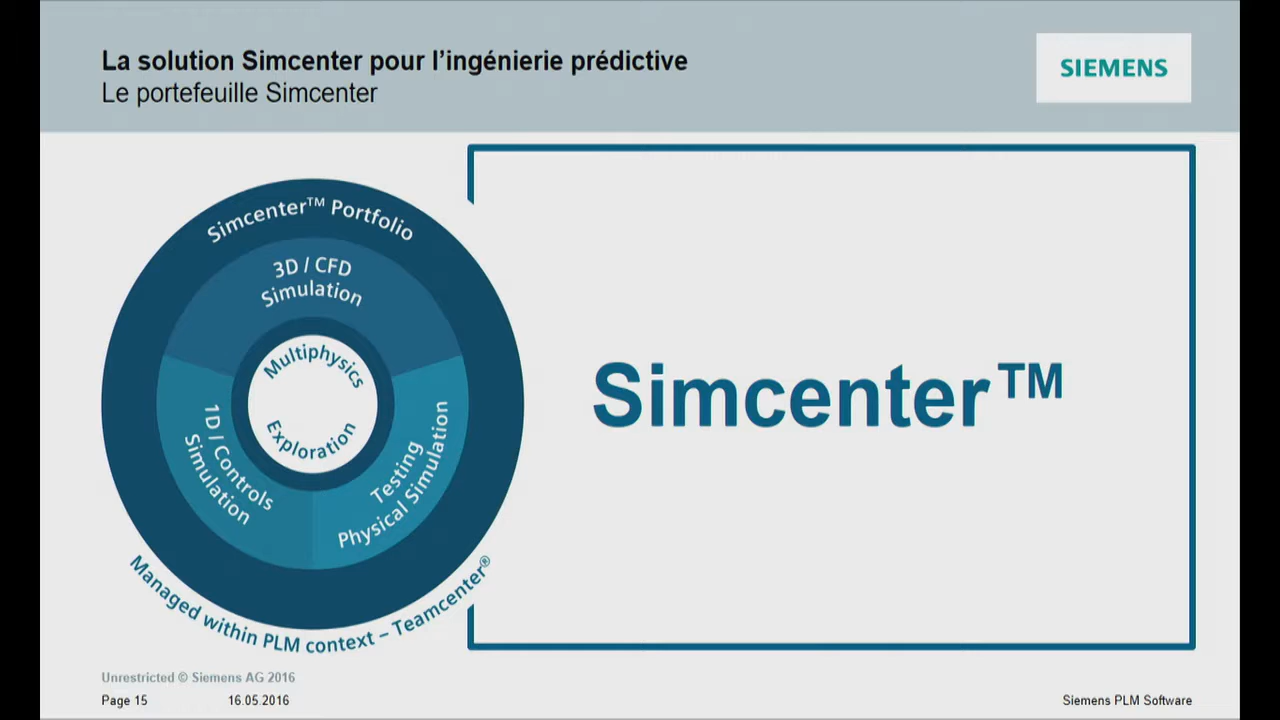 La solution Simcenter pour l’ingénierie prédictive
Le portefeuille Simcenter
SIEMENS
Simcenter™ Portfolio
3D / CFD
Simulation
Multiphysics
Exploration
1D / Controls
Simulation
Testing
Physical Simulation
Managed within PLM context – Teamcenter®
Simcenter™
Unrestricted © Siemens AG 2016
Page 15
16.05.2016
Siemens PLM Software